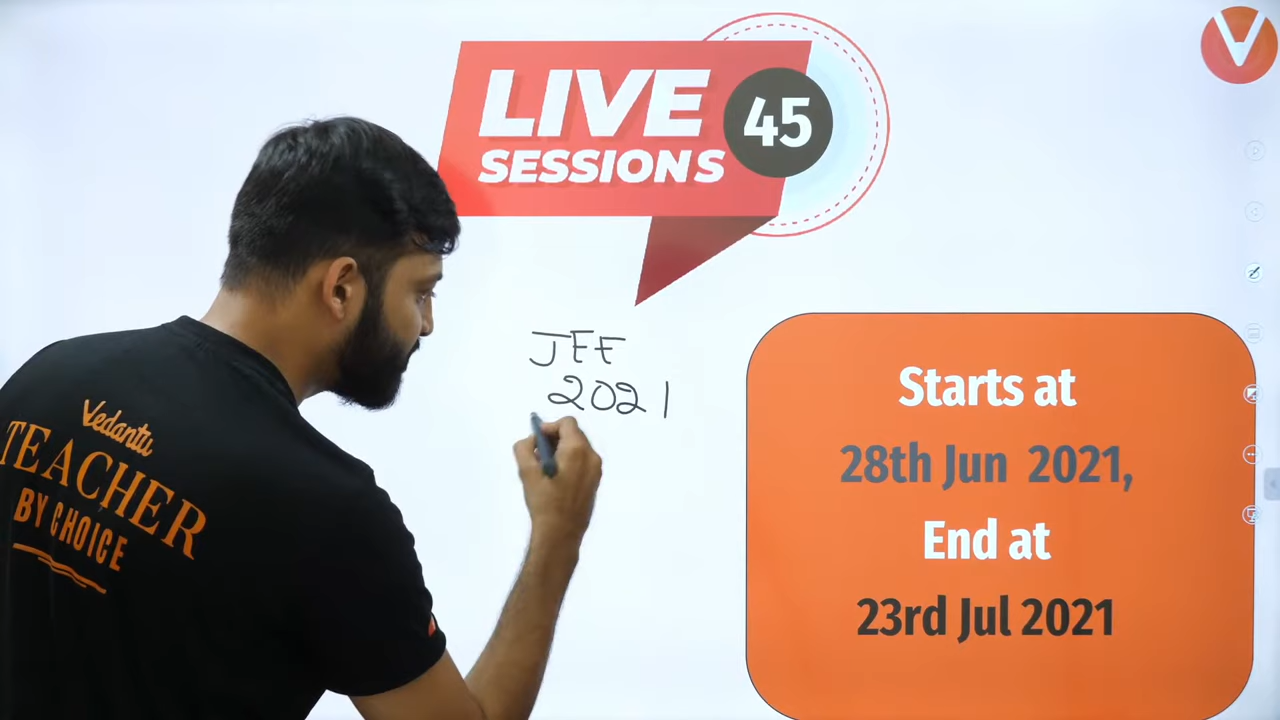 LIVE
SESSIONS
45
JEE
2021
Starts at
28th Jun 2021,
End at
23rd Jul 2021
Vedantu
TEACHER
BY CHOICE